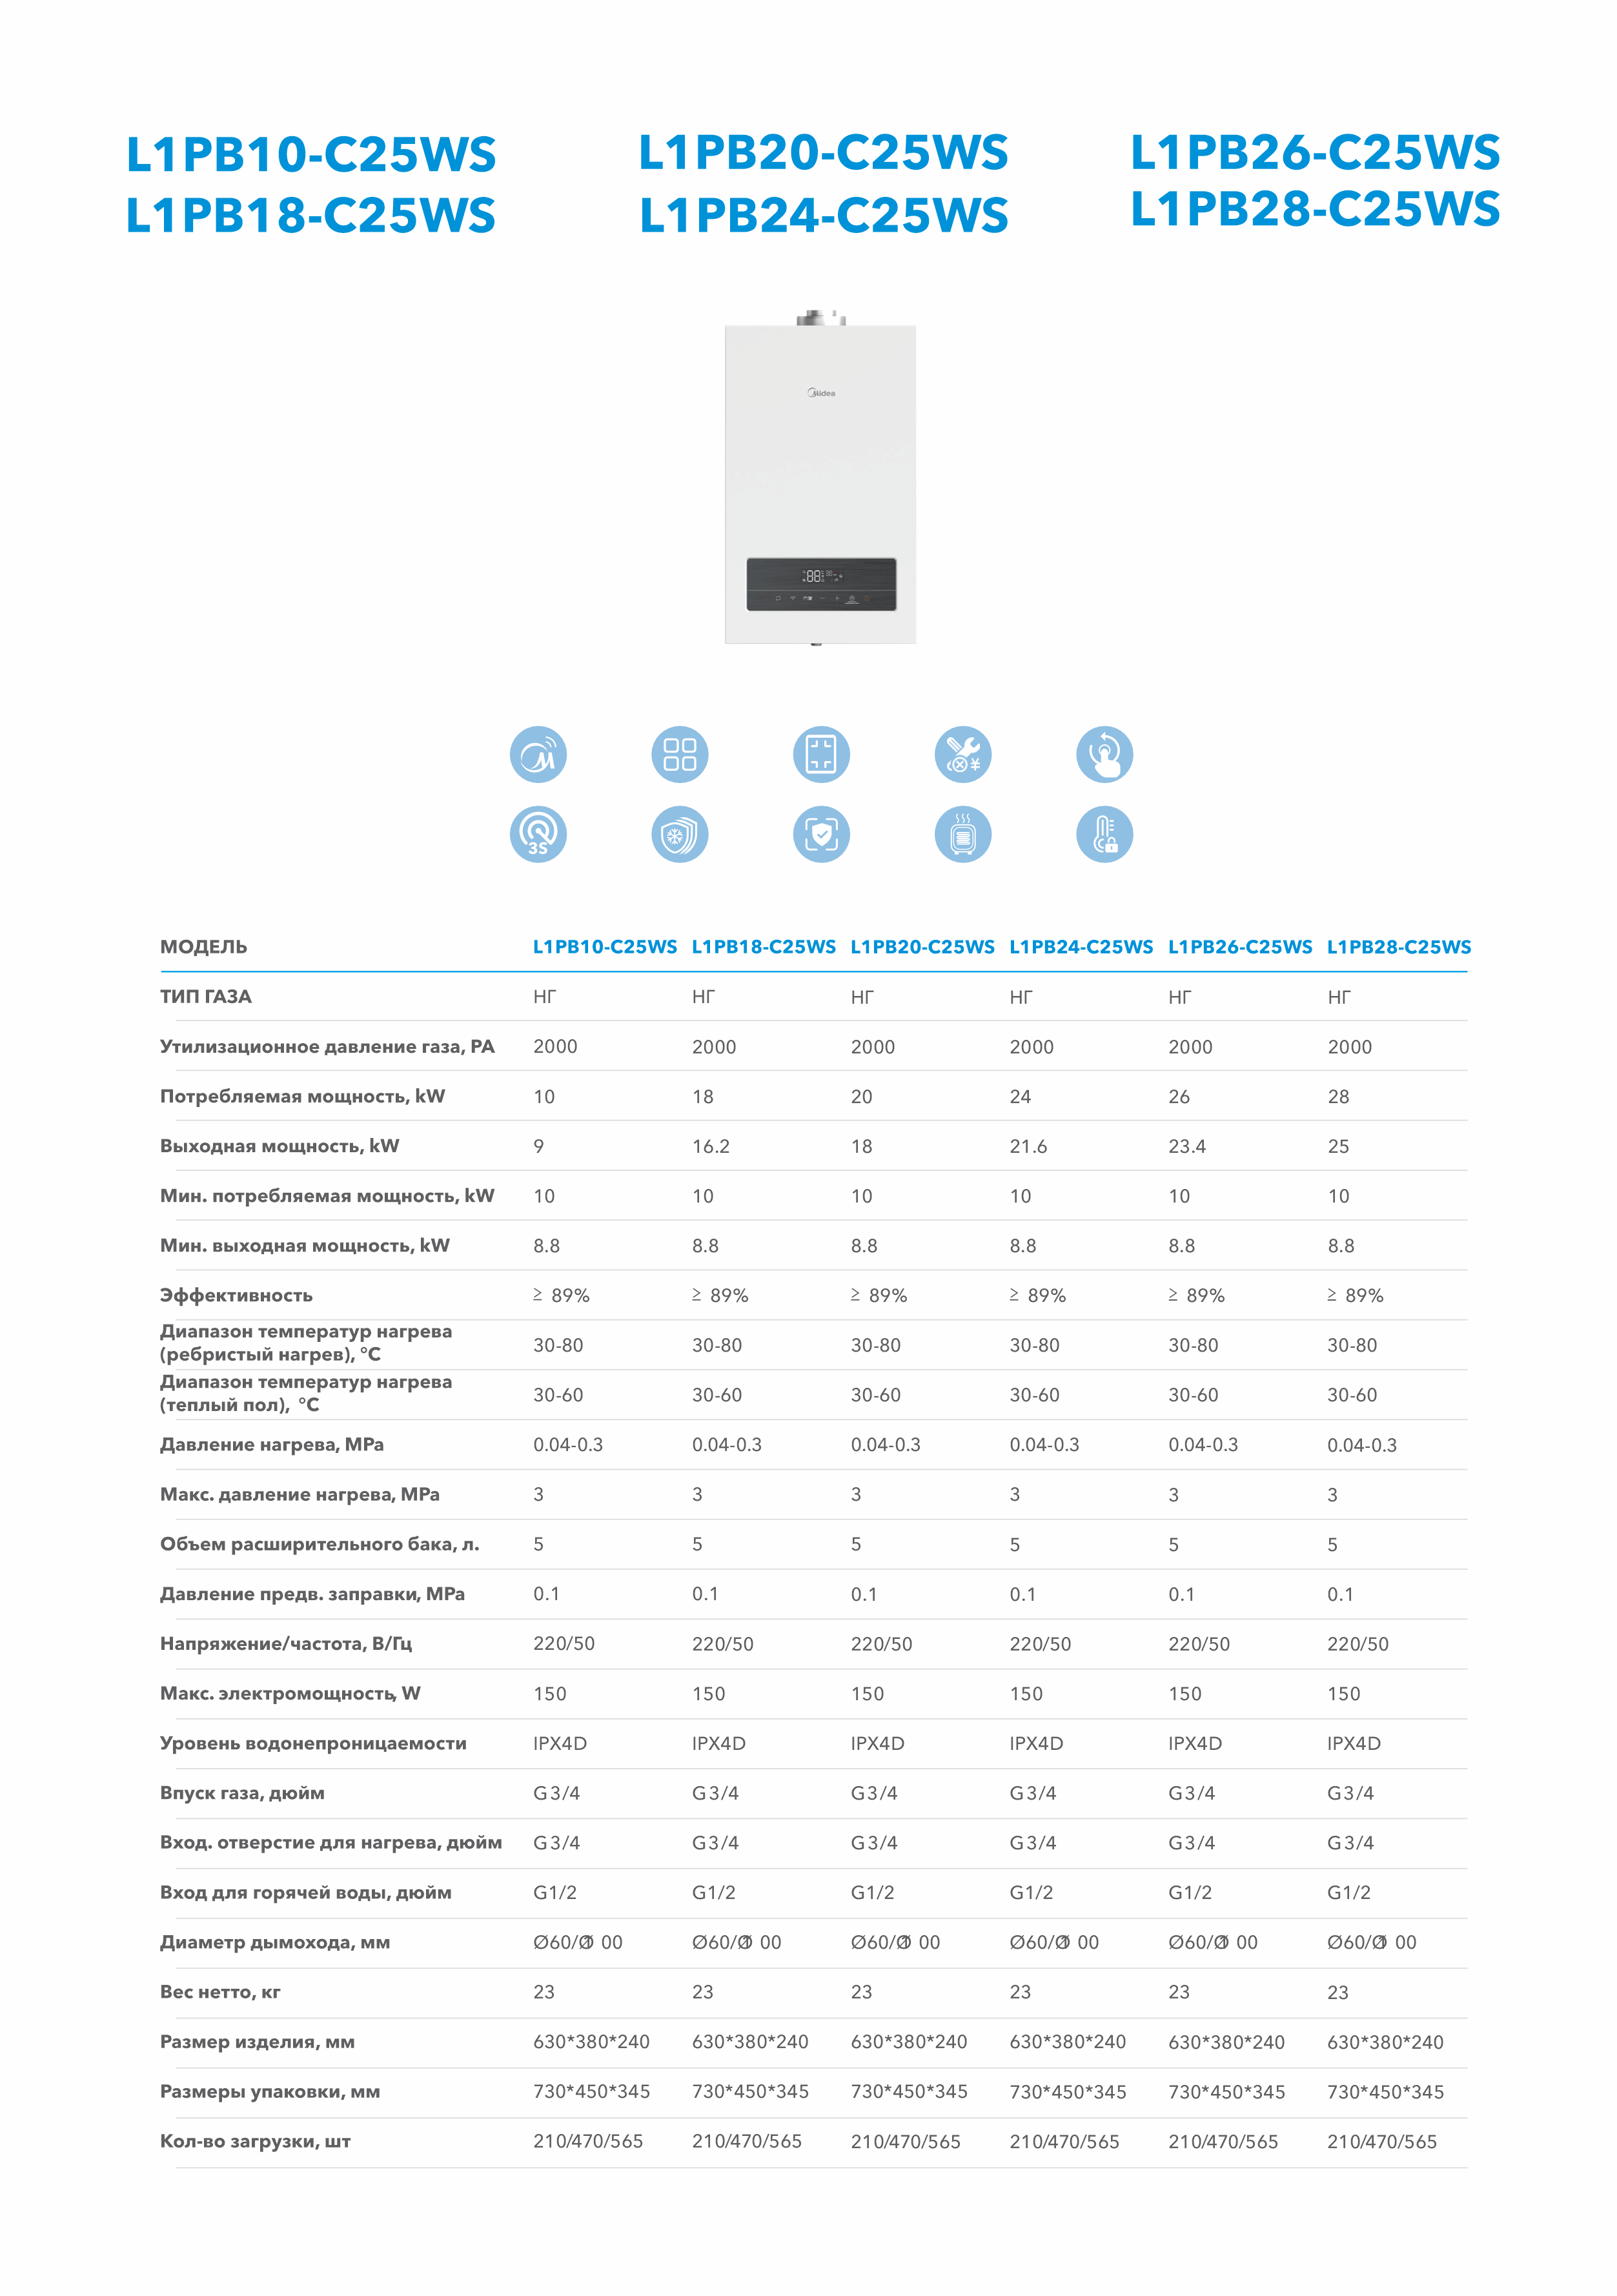 L1PB10-C25WS
L1PB18-C25WS
L1PB20-C25WS
L1PB24-C25WS
L1PB26-C25WS
L1PB28-C25WS
Midea
88
3S
МОДЕЛЬ L1PB10-C25WS L1PB18-C25WS L1PB20-C25WS L1PB24-C25WS L1PB26-C25WS L1PB28-C25WS
ТИП ГАЗА НГ НГ НГ НГ НГ НГ
Утилизационное давление газа, PA 2000 2000 2000 2000 2000 2000
Потребляемая мощность, kW 10 18 20 24 26 28
Выходная мощность, kW 9 16.2 18 21.6 23.4 25
Мин. потребляемая мощность, kW 10 10 10 10 10 10
Мин. выходная мощность, kW 8.8 8.8 8.8 8.8 8.8 8.8
Эффективность ≥ 89% ≥ 89% ≥ 89% ≥ 89% ≥ 89% ≥ 89%
Диапазон температур нагрева
(ребристый нагрев), °C 30-80 30-80 30-80 30-80 30-80 30-80
Диапазон температур нагрева
(теплый пол), °C 30-60 30-60 30-60 30-60 30-60 30-60
Давление нагрева, MPa 0.04-0.3 0.04-0.3 0.04-0.3 0.04-0.3 0.04-0.3 0.04-0.3
Макс. давление нагрева, MPa 3 3 3 3 3 3
Объем расширительного бака, л. 5 5 5 5 5 5
Давление предв. заправки, MPa 0.1 0.1 0.1 0.1 0.1 0.1
Напряжение/частота, В/Гц 220/50 220/50 220/50 220/50 220/50 220/50
Макс. электромощность, W 150 150 150 150 150 150
Уровень водонепроницаемости IPX4D IPX4D IPX4D IPX4D IPX4D IPX4D
Впуск газа, дюйм G3/4 G3/4 G3/4 G3/4 G3/4 G3/4
Вход. отверстие для нагрева, дюйм G3/4 G3/4 G3/4 G3/4 G3/4 G3/4
Вход для горячей воды, дюйм G1/2 G1/2 G1/2 G1/2 G1/2 G1/2
Диаметр дымохода, мм Ø60/Ø100 Ø60/Ø100 Ø60/Ø100 Ø60/Ø100 Ø60/Ø100 Ø60/Ø100
Вес нетто, кг 23 23 23 23 23 23
Размер изделия, мм 630*380*240 630*380*240 630*380*240 630*380*240 630*380*240 630*380*240
Размеры упаковки, мм 730*450*345 730*450*345 730*450*345 730*450*345 730*450*345 730*450*345
Кол-во загрузки, шт 210/470/565 210/470/565 210/470/565 210/470/565 210/470/565 210/470/565